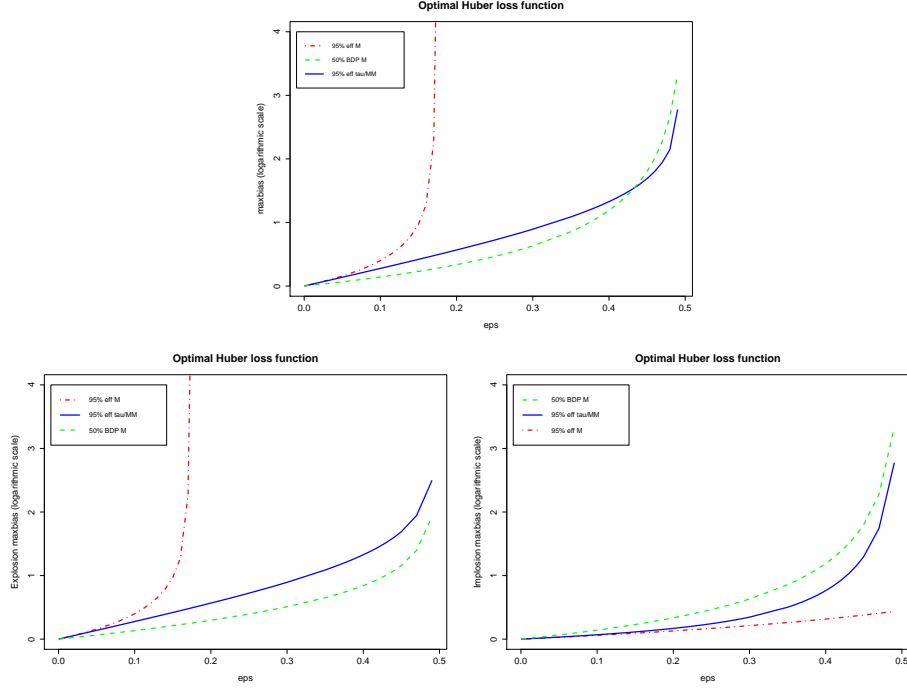 Optimal Huber loss function
maxbias (logarithmic scale)
4
3
2
1
0
95% eff M
50% BDP M
95% eff tau/MM
0.0 0.1 0.2 0.3 0.4 0.5
eps
Optimal Huber loss function
Explosion maxbias (logarithmic scale)
4
3
2
1
0
95% eff M
95% eff tau/MM
50% BDP M
0.0 0.1 0.2 0.3 0.4 0.5
eps
Optimal Huber loss function
Implosion maxbias (logarithmic scale)
4
3
2
1
0
50% BDP M
95% eff tau/MM
95% eff M
0.0 0.1 0.2 0.3 0.4 0.5
eps